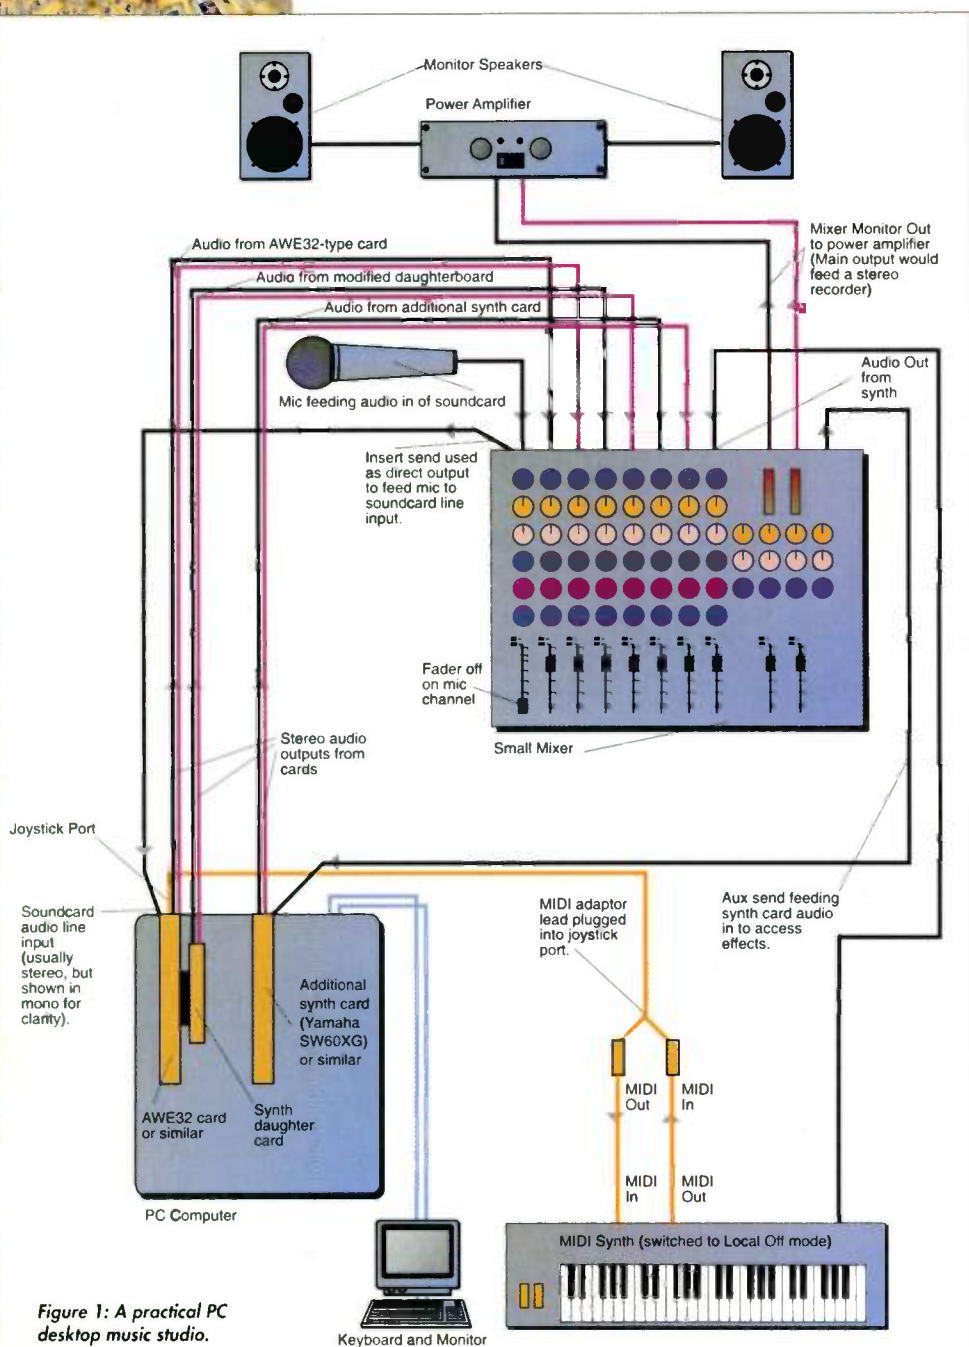 Monitor Speakers
Power Amplifier
Mixer Monitor Out
to power amplifier
(Main output would
feed a stereo
recorder)
Audio from AWE32-type card
Audio from modified daughterboard
Audio from additional synth card
Audio Out
from
synth
Mic feeding audio in of soundcard
Insert send used
as direct output
to feed mic to
soundcard line
input.
Fader off
on mic
channel
Small Mixer
Stereo audio
outputs from
cards
Joystick Port
Soundcard
audio line
input
(usually
stereo, but
shown in
mono for
clarity).
MIDI adaptor
lead plugged
into joystick
port.
Aux send feeding
synth card audio
in to access
effects.
Additional
synth card
(Yamaha
SW60XG)
or similar
AWE32 card
or similar
Synth
daughter
card
MIDI
Out
MIDI
In
MIDI
In
MIDI
Out
PC Computer
MIDI Synth (switched to Local Off mode)
Figure 1: A practical PC
desktop music studio.
Keyboard and Monitor